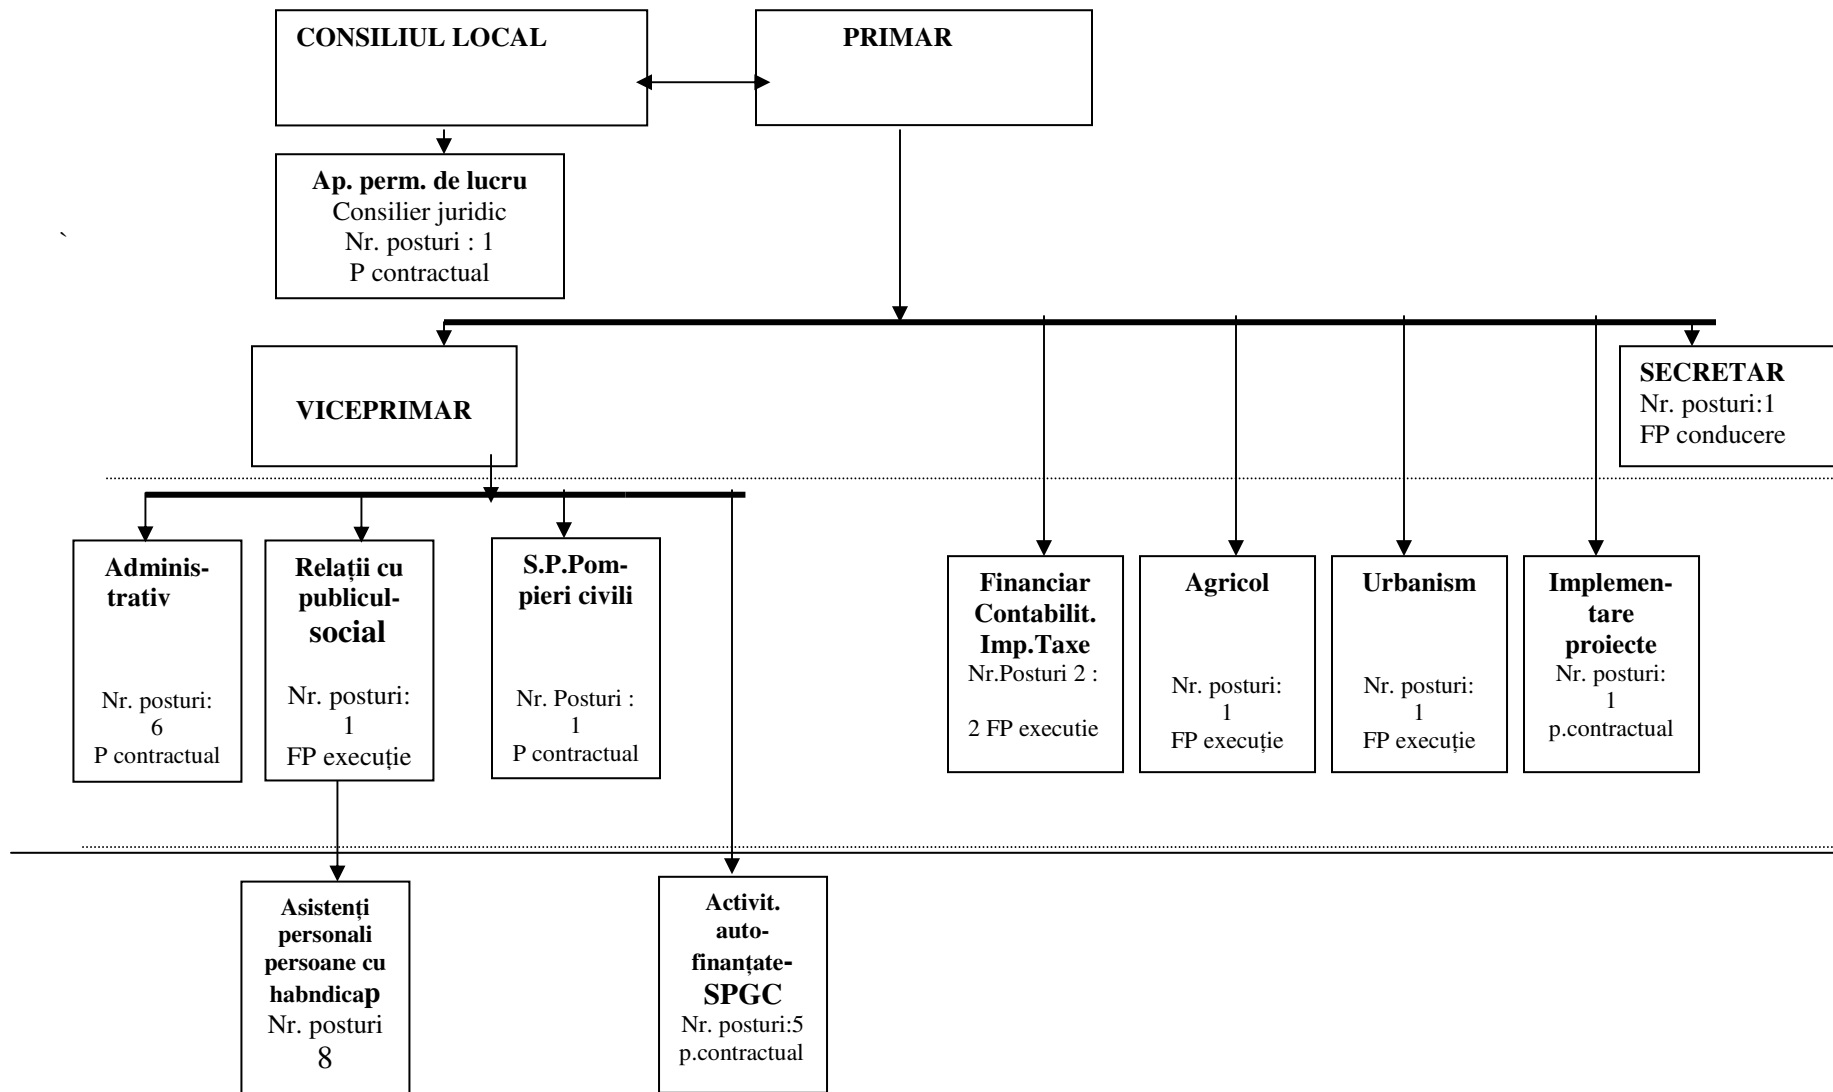 CONSILIUL LOCAL
PRIMAR
Ap. perm. de lucru
Consilier juridic
Nr. posturi : 1
P contractual
`
VICEPRIMAR
SECRETAR
Nr. posturi:1
FP conducere
Adminis-
trativ
Nr. posturi:
6
P contractual
Relații cu
publicul-
social
Nr. posturi:
1
FP execuție
S.P.Pom-
pieri civili
Nr. Posturi :
1
P contractual
Financiar
Contabilit.
Imp.Taxe
Nr.Posturi 2 :
2 FP executie
Agricol
Nr. posturi:
1
FP execuție
Urbanism
Nr. posturi:
1
FP execuție
Implemen-
tare
proiecte
Nr. posturi:
1
p.contractual
Asistenți
personali
persoane cu
habndicap
Nr. posturi
8
Activit.
auto-
finanțate-
SPGC
Nr. posturi:5
p.contractual